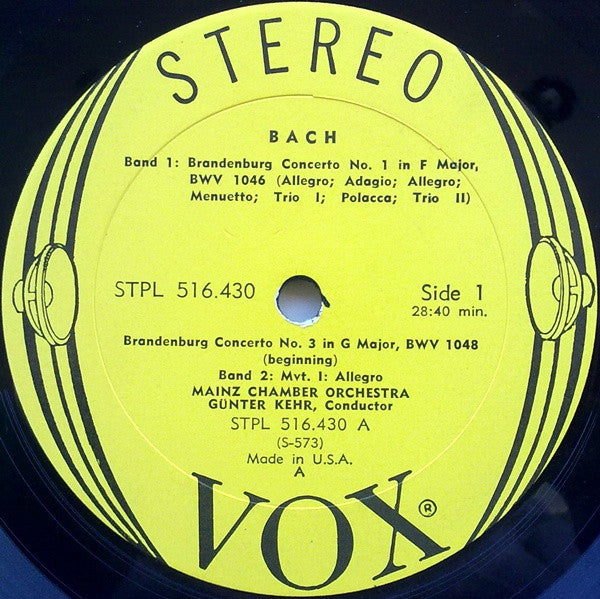 STEREO
BACH
Band 1: Brandenburg Concerto No. 1 in F Major,
BWV 1046 (Allegro; Adagio; Allegro;
Menuetto; Trio I; Polacca; Trio II)
STPL 516.430
Side 1
28:40 min.
Brandenburg Concerto No. 3 in G Major, BWV 1048
(beginning)
Band 2: Mvt. I: Allegro
MAINZ CHAMBER ORCHESTRA
GÜNTER KEHR, Conductor
STPL 516.430 A
(S-573)
Made in U.S.A.
A
VOX®